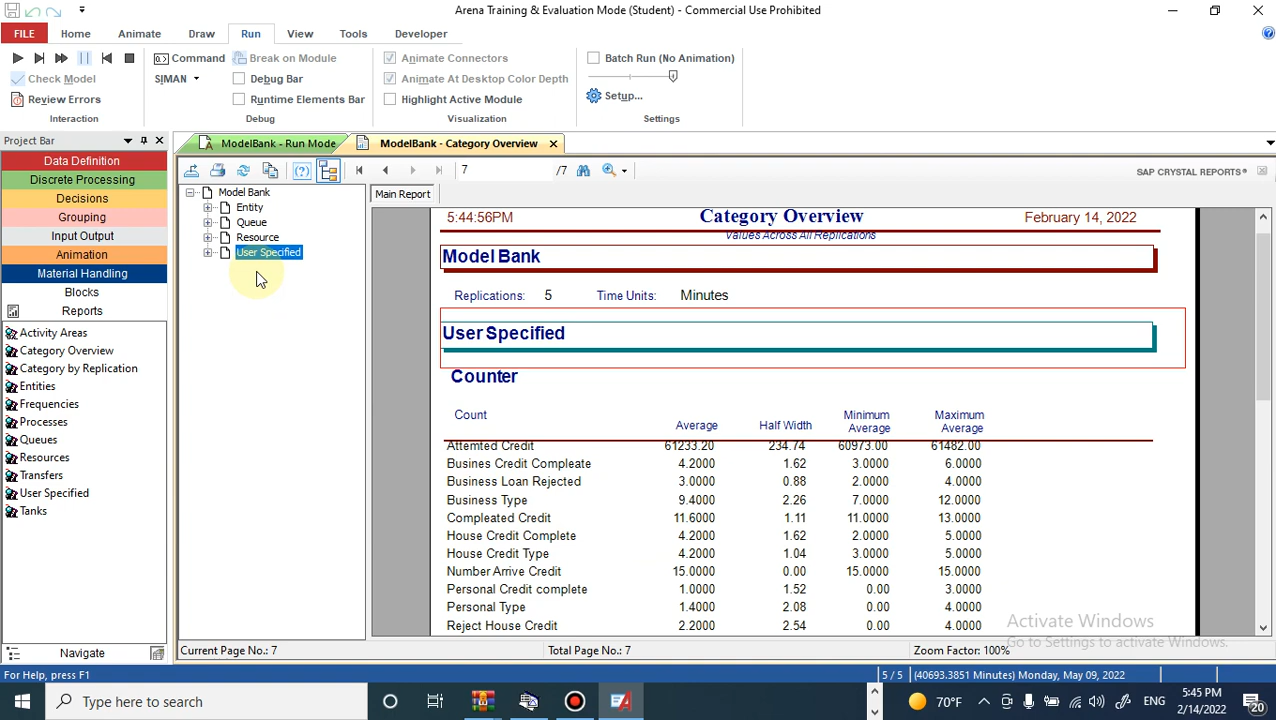 Arena Training & Evaluation Mode (Student) - Commercial Use Prohibited
FILE Home Animate Draw Run View Tools Developer
Command Break on Module Animate Connectors Batch Run (No Animation)
Check Model SIMAN Debug Bar Animate At Desktop Color Depth
Review Errors Runtime Elements Bar Highlight Active Module Setup...
Interaction Debug Visualization Settings
Project Bar
ModelBank - Run Mode
ModelBank - Category Overview
Data Definition
Discrete Processing
Decisions
Grouping
Input Output
Animation
Material Handling
Blocks
Reports
Activity Areas
Category Overview
Category by Replication
Entities
Frequencies
Processes
Queues
Resources
Transfers
User Specified
Tanks
Navigate
7 /7
SAP CRYSTAL REPORTS®
Model Bank
Entity
Queue
Resource
User Specified
Main Report
5:44:56PM Category Overview February 14, 2022
Values Across All Replications
Model Bank
Replications: 5 Time Units: Minutes
User Specified
Counter
Count Average Half Width Minimum Average Maximum Average
Attemted Credit 61233.20 234.74 60973.00 61482.00
Busines Credit Compleate 4.2000 1.62 3.0000 6.0000
Business Loan Rejected 3.0000 0.88 2.0000 4.0000
Business Type 9.4000 2.26 7.0000 12.0000
Compleated Credit 11.6000 1.11 11.0000 13.0000
House Credit Complete 4.2000 1.62 2.0000 5.0000
House Credit Type 4.2000 1.04 3.0000 5.0000
Number Arrive Credit 15.0000 0.00 15.0000 15.0000
Personal Credit complete 1.0000 1.52 0.00 3.0000
Personal Type 1.4000 2.08 0.00 4.0000
Reject House Credit 2.2000 2.54 0.00 4.0000
Activate Windows
Go to Settings to activate Windows.
Current Page No.: 7 Total Page No.: 7 Zoom Factor: 100%
For Help, press F1 5 / 5 (40693.3851 Minutes) Monday, May 09, 2022
Type here to search
70°F
ENG
5:45 PM
2/14/2022
20